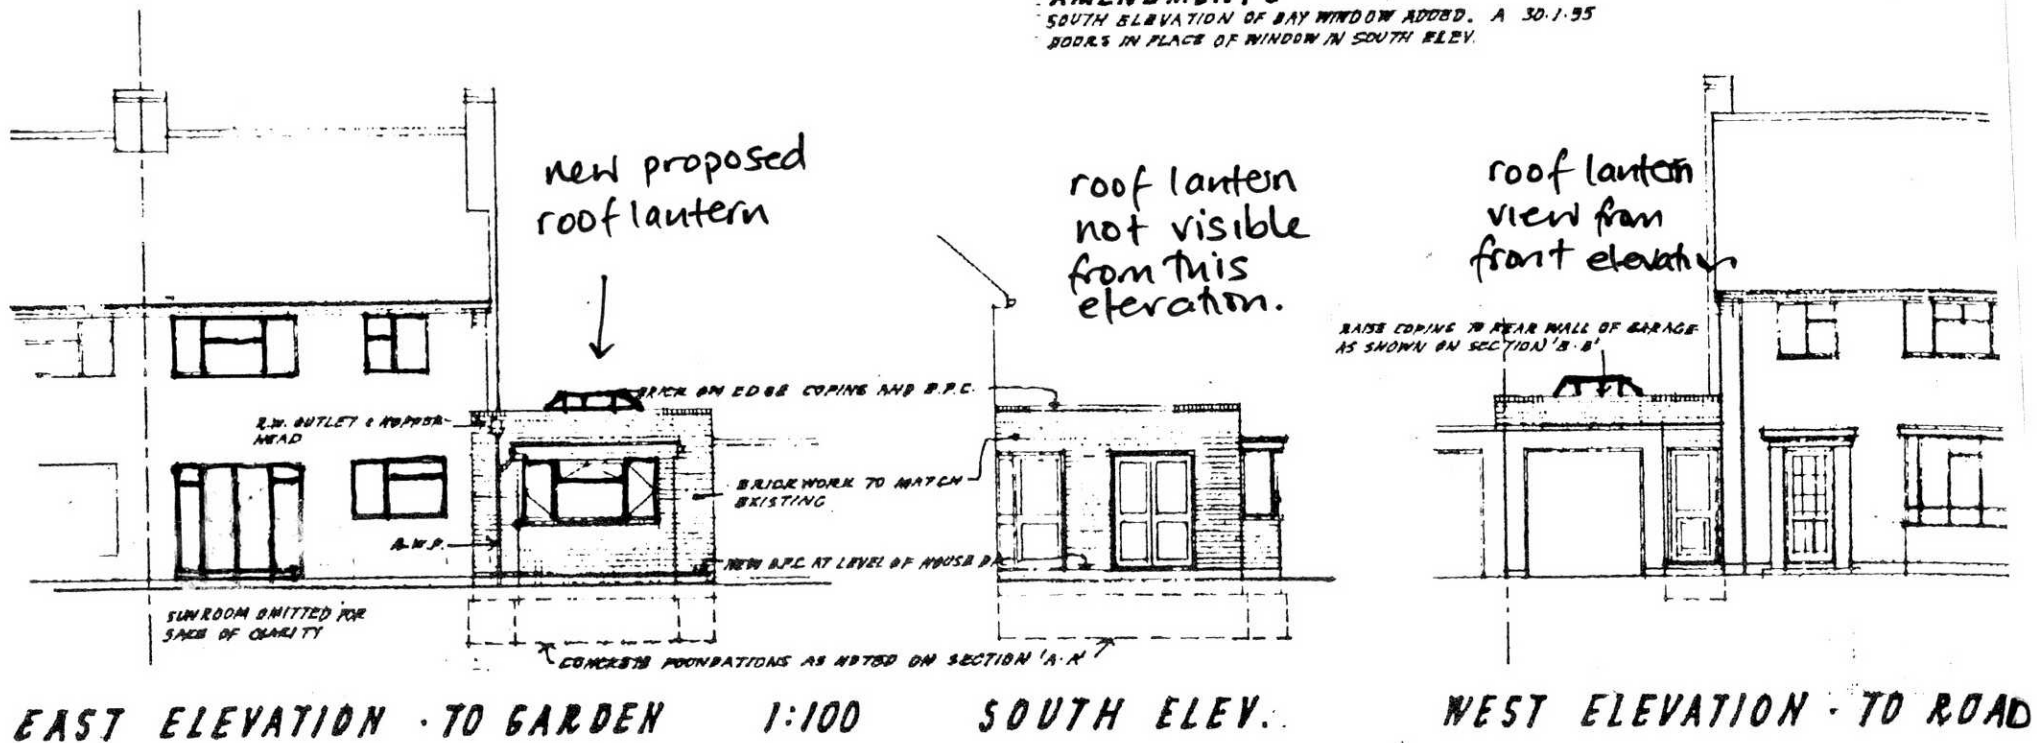 AMENDMENTS
SOUTH ELEVATION OF BAY WINDOW ADDED. A 30.1.95
DOORS IN PLACE OF WINDOW IN SOUTH ELEV.
new proposed
roof lantern
roof lantern
not visible
from this
elevation.
roof lantern
view from
front elevation
RAISE COPING TO REAR WALL OF GARAGE
AS SHOWN ON SECTION 'B-B'
BRICK ON EDGE COPING AND D.P.C.
R.W. OUTLET & HOPPER
HEAD
BRICKWORK TO MATCH
EXISTING
R.W.P.
NEW D.P.C. AT LEVEL OF HOUSE
SUNROOM OMITTED FOR
SAKE OF CLARITY
CONCRETE FOUNDATIONS AS NOTED ON SECTION 'A-A'
EAST ELEVATION · TO GARDEN 1:100 SOUTH ELEV. WEST ELEVATION · TO ROAD